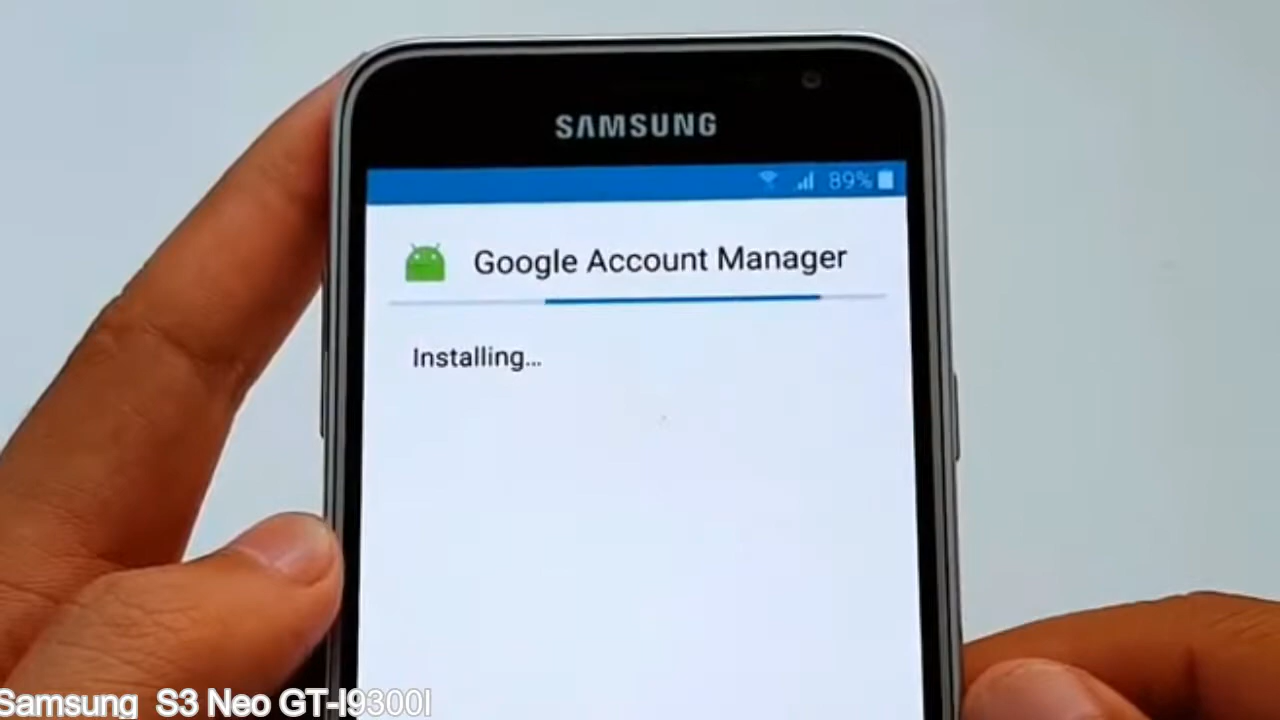 SAMSUNG
89%
Google Account Manager
Installing...
Samsung  S3 Neo GT-I9300I